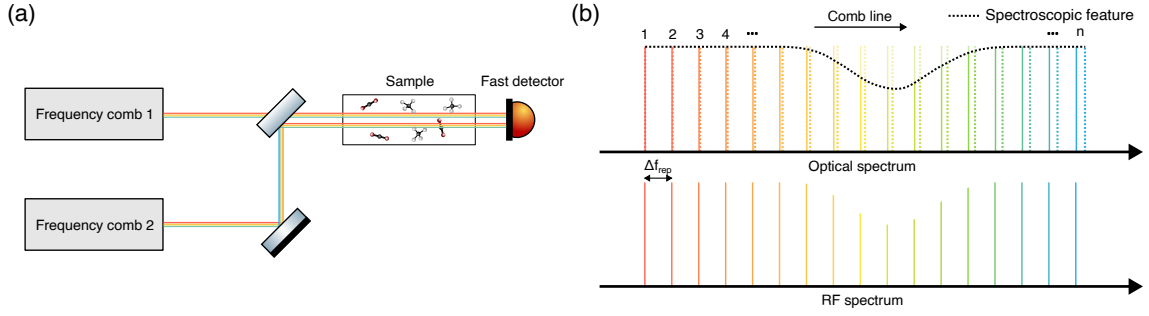 (a)
Frequency comb 1
Frequency comb 2
Sample
Fast detector
(b)
Comb line
Spectroscopic feature
1 2 3 4 ... ... n
Optical spectrum
Δf_rep
RF spectrum